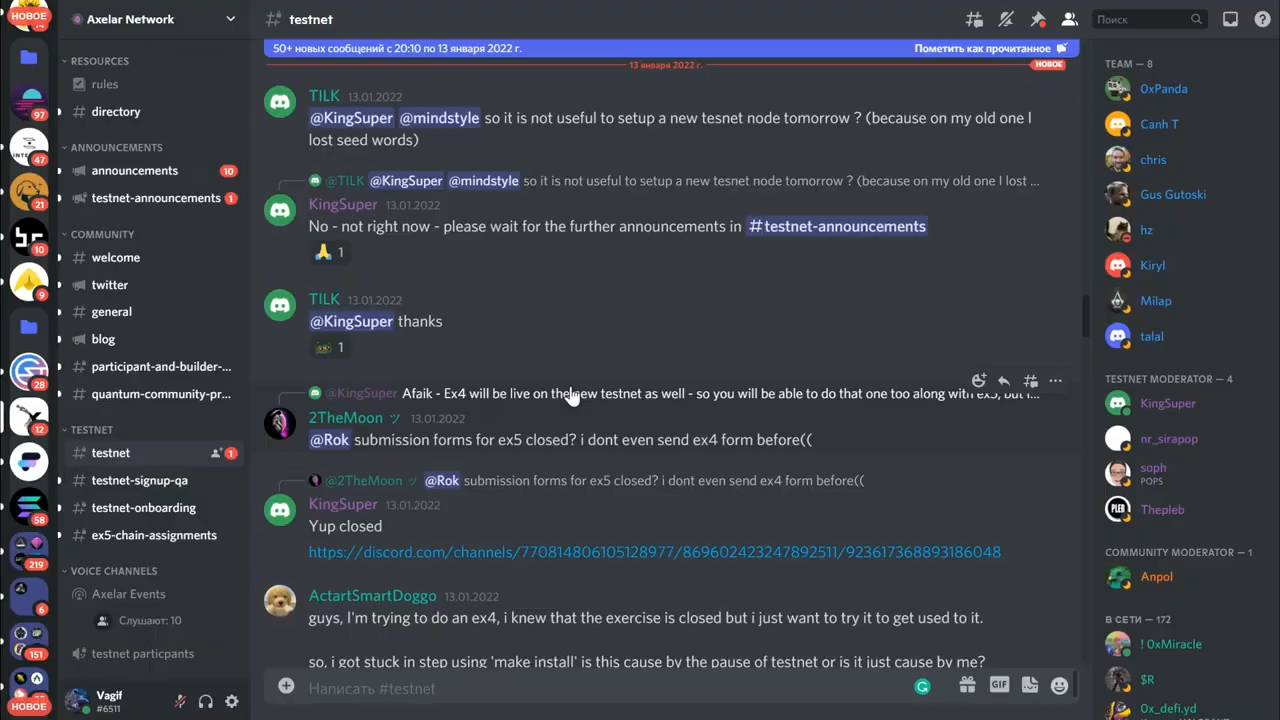 НОВОЕ
97
47
21
10
9
28
12
58
219
6
151
НОВОЕ
Axelar Network
RESOURCES
rules
directory
ANNOUNCEMENTS
announcements 10
testnet-announcements 1
COMMUNITY
welcome
twitter
general
blog
participant-and-builder-...
quantum-community-pr...
TESTNET
testnet 1
testnet-signup-qa
testnet-onboarding
ex5-chain-assignments
VOICE CHANNELS
Axelar Events
Слушают: 10
testnet particpants
Vagif
#6511
testnet
Поиск
50+ новых сообщений с 20:10 по 13 января 2022 г. Пометить как прочитанное
13 января 2022 г. НОВОЕ
TILK 13.01.2022
@KingSuper @mindstyle so it is not useful to setup a new tesnet node tomorrow ? (because on my old one I
lost seed words)
@TILK @KingSuper @mindstyle so it is not useful to setup a new tesnet node tomorrow ? (because on my old one I lost ...
KingSuper 13.01.2022
No - not right now - please wait for the further announcements in #testnet-announcements
1
TILK 13.01.2022
@KingSuper thanks
1
@KingSuper Afaik - Ex4 will be live on the new testnet as well - so you will be able to do that one too along with ex5, but i...
2TheMoon ツ 13.01.2022
@Rok submission forms for ex5 closed? i dont even send ex4 form before((
@2TheMoon ツ @Rok submission forms for ex5 closed? i dont even send ex4 form before((
KingSuper 13.01.2022
Yup closed
https://discord.com/channels/770814806105128977/869602423247892511/923617368893186048
ActartSmartDoggo 13.01.2022
guys, I'm trying to do an ex4, i knew that the exercise is closed but i just want to try it to get used to it.
so, i got stuck in step using 'make install' is this cause by the pause of testnet or is it just cause by me?
Написать #testnet
GIF
TEAM — 8
0xPanda
Canh T
chris
Gus Gutoski
hz
Kiryl
Milap
talal
TESTNET MODERATOR — 4
KingSuper
nr_sirapop
soph
POPS
Thepleb
COMMUNITY MODERATOR — 1
Anpol
В СЕТИ — 172
! 0xMiracle
$R
0x_defi.yd